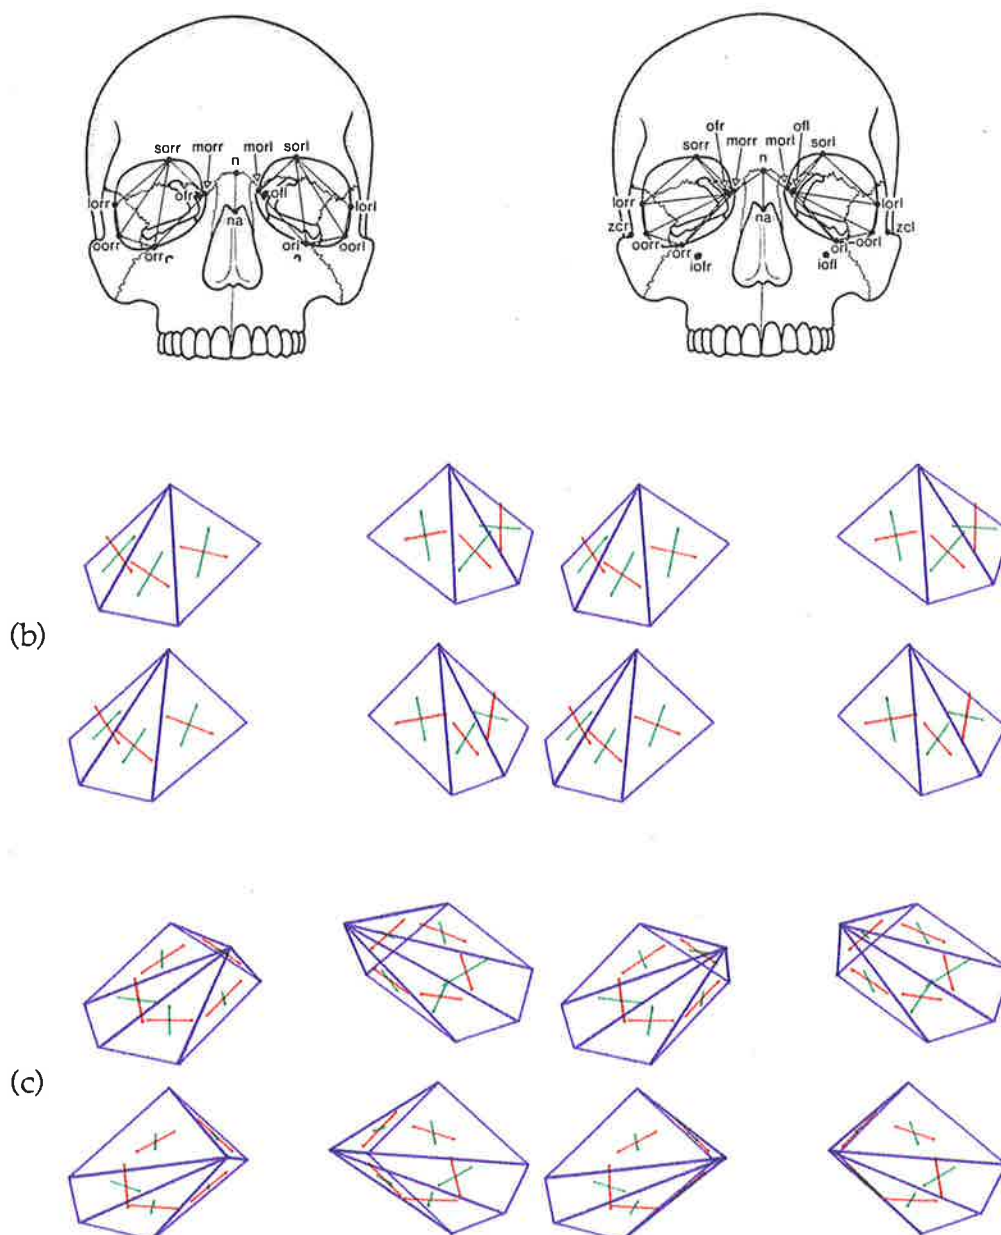 sorr morr morl n sorl
ofr ofl
lorr lorl
na
oorr orr ori oorl
ofr ofl
sorr morr n morl sorl
lorr lorl
zcr na zcl
oorr orr ori oorl
iofr iofl
(b)
(c)